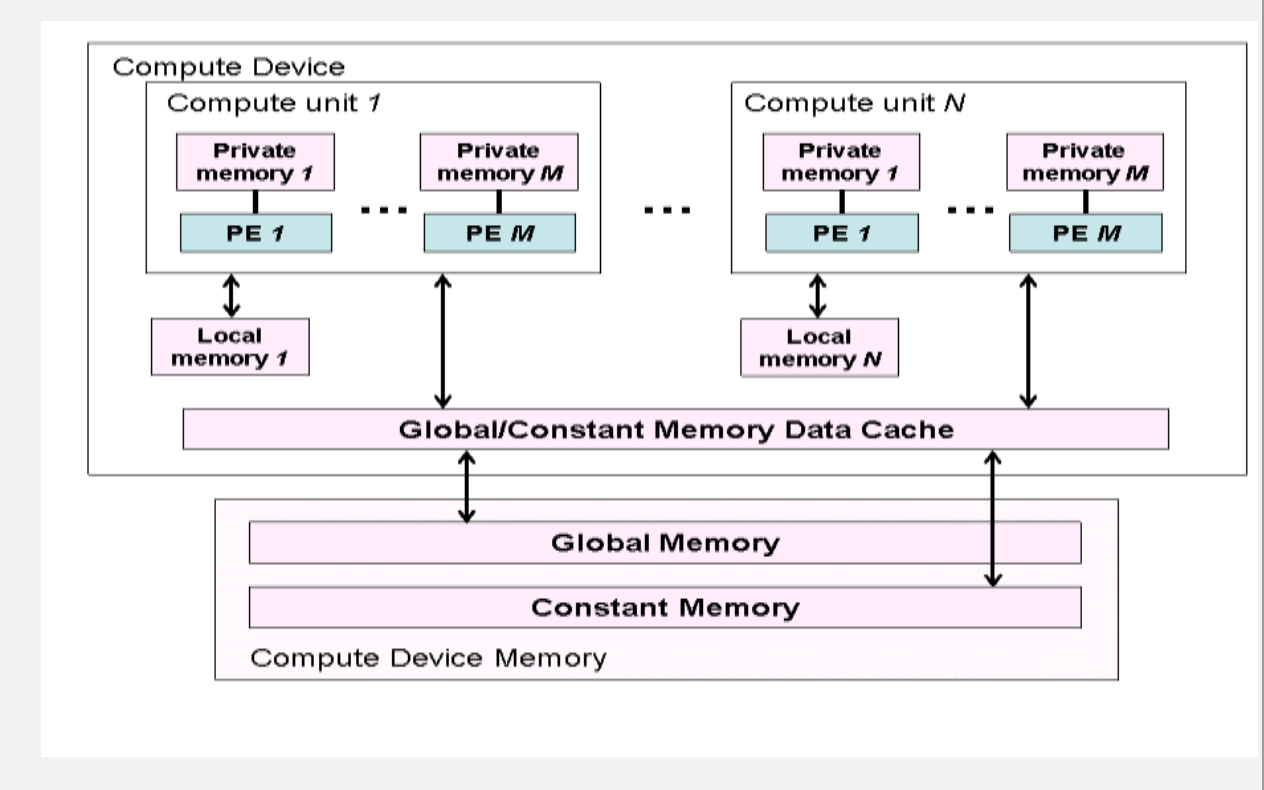 Compute Device
Compute unit 1
Private
memory 1
Private
memory M
PE 1
PE M
Local
memory 1
...
...
Compute unit N
Private
memory 1
Private
memory M
PE 1
PE M
...
Local
memory N
Global/Constant Memory Data Cache
Global Memory
Constant Memory
Compute Device Memory